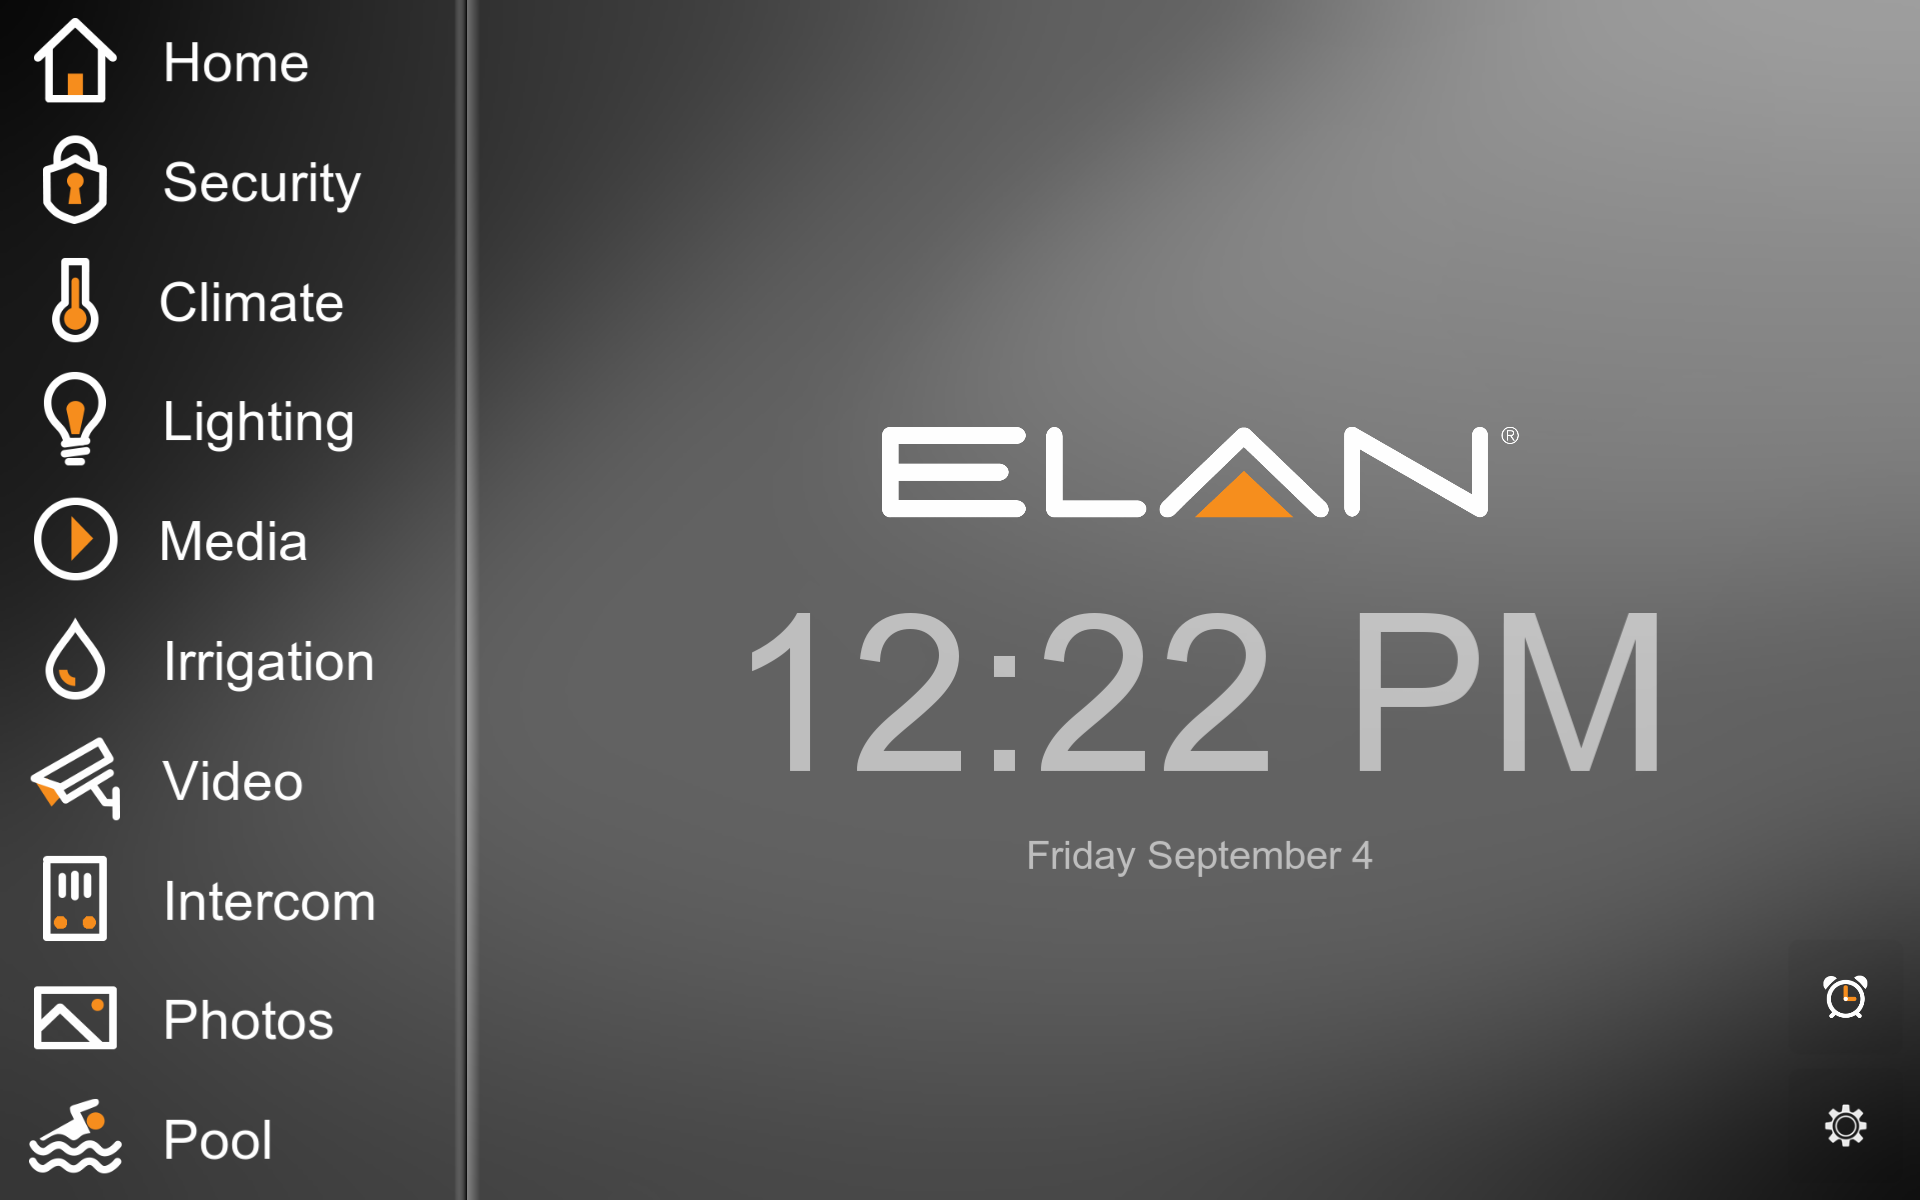 Home
Security
Climate
Lighting
Media
Irrigation
Video
Intercom
Photos
Pool
ELAN®
12:22 PM
Friday September 4